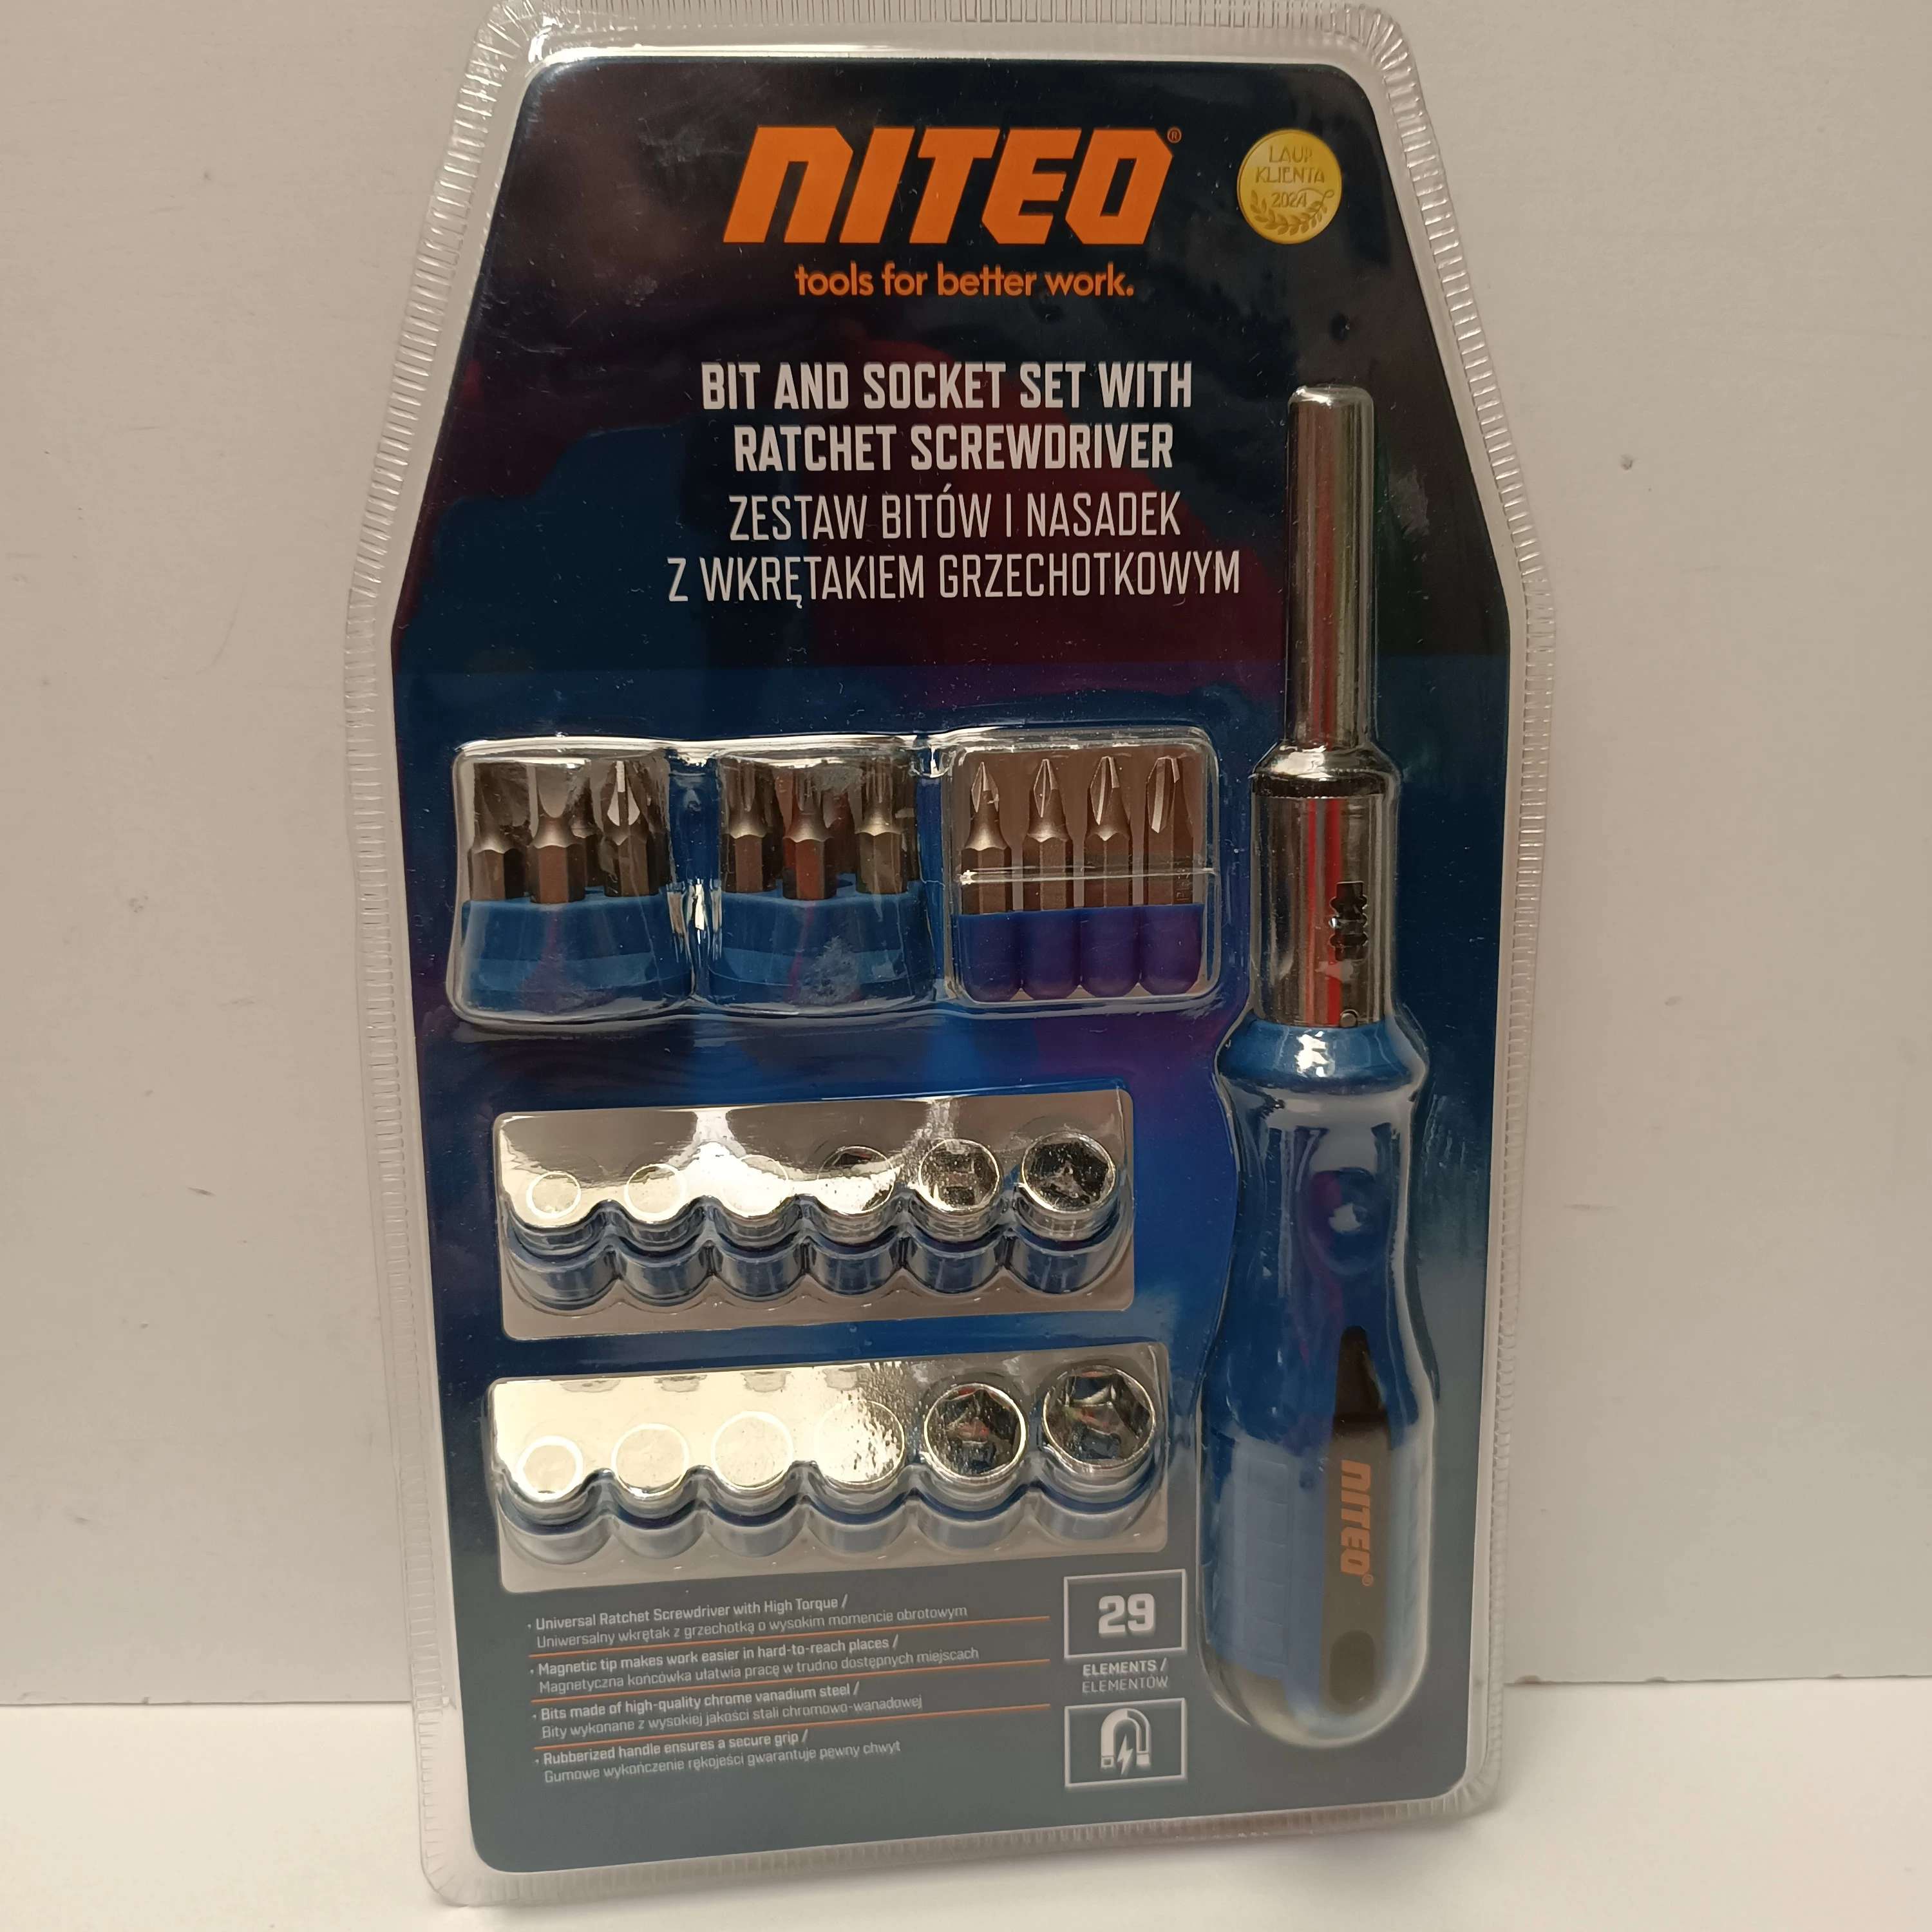 NITEO®
LAUR
KLIENTA
2024
tools for better work.
BIT AND SOCKET SET WITH
RATCHET SCREWDRIVER
ZESTAW BITÓW I NASADEK
Z WKRĘTAKIEM GRZECHOTKOWYM
NITEO®
· Universal Ratchet Screwdriver with High Torque /
Uniwersalny wkrętak z grzechotką o wysokim momencie obrotowym
· Magnetic tip makes work easier in hard-to-reach places /
Magnetyczna końcówka ułatwia pracę w trudno dostępnych miejscach
· Bits made of high-quality chrome vanadium steel /
Bity wykonane z wysokiej jakości stali chromowo-wanadowej
· Rubberized handle ensures a secure grip /
Gumowe wykończenie rękojeści gwarantuje pewny chwyt
29
ELEMENTS /
ELEMENTÓW